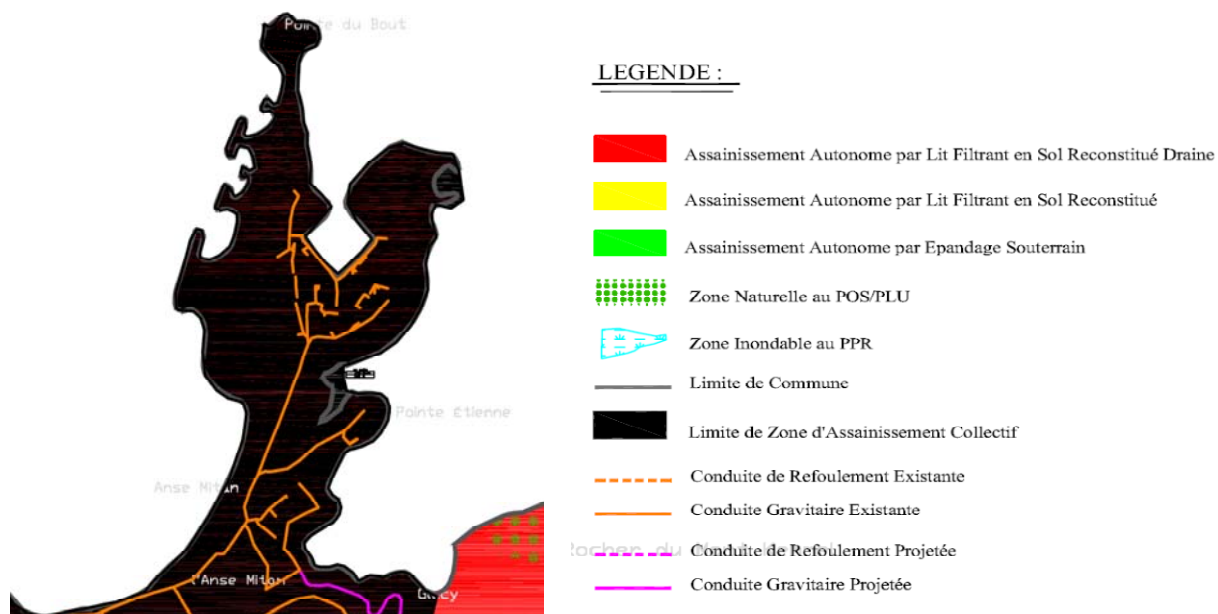 Pointe du Bout
Pointe Etienne
Anse Mitan
l'Anse Mitan
LEGENDE :
Assainissement Autonome par Lit Filtrant en Sol Reconstitué Draine
Assainissement Autonome par Lit Filtrant en Sol Reconstitué
Assainissement Autonome par Epandage Souterrain
Zone Naturelle au POS/PLU
Zone Inondable au PPR
Limite de Commune
Limite de Zone d'Assainissement Collectif
Conduite de Refoulement Existante
Conduite Gravitaire Existante
Rocher du
Conduite de Refoulement Projetée
Conduite Gravitaire Projetée